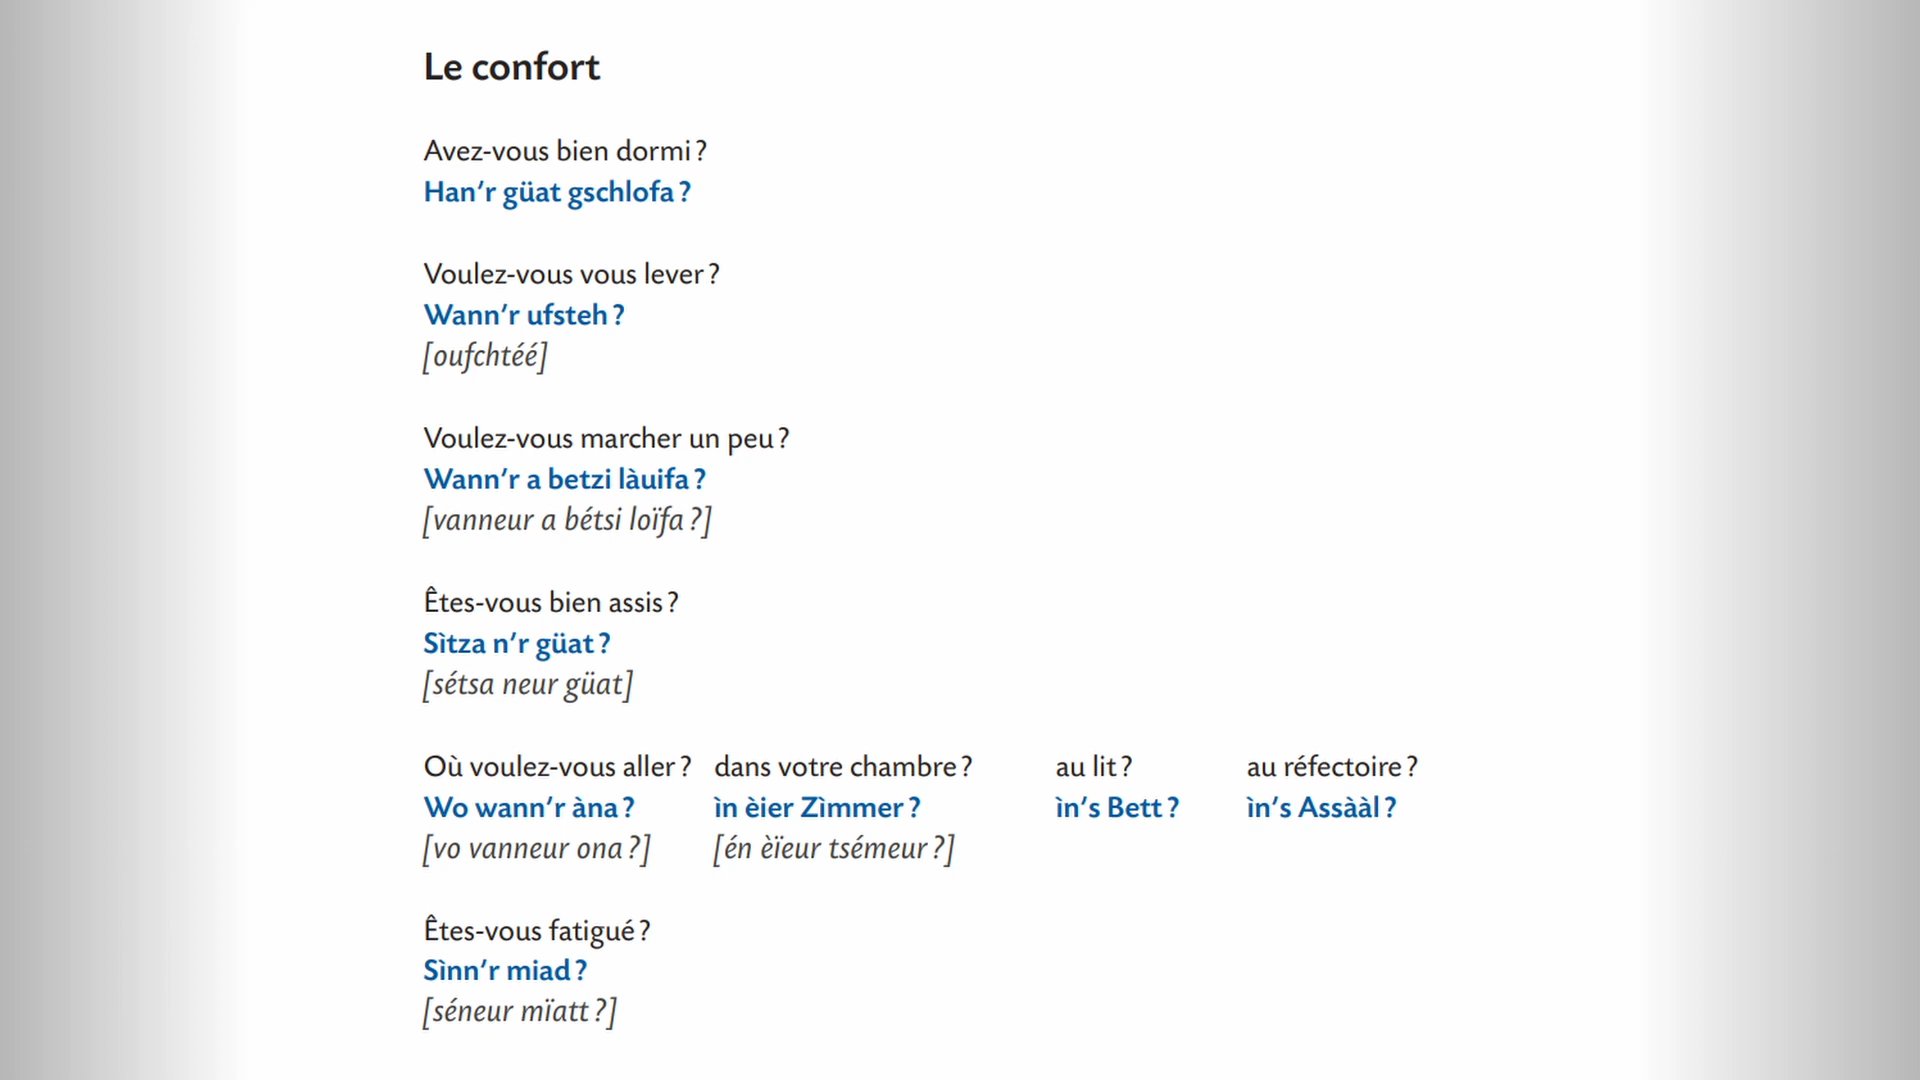 Le confort
Avez-vous bien dormi ?
Han’r güat gschlofa ?
Voulez-vous vous lever ?
Wann’r ufsteh ?
[oufchtéé]
Voulez-vous marcher un peu ?
Wann’r a betzi làuifa ?
[vanneur a bétsi loïfa ?]
Êtes-vous bien assis ?
Sìtza n’r güat ?
[sétsa neur güat]
Où voulez-vous aller ? dans votre chambre ? au lit ? au réfectoire ?
Wo wann’r àna ? ìn èier Zìmmer ? ìn’s Bett ? ìn’s Assààl ?
[vo vanneur ona ?] [én èïeur tsémeur ?]
Êtes-vous fatigué ?
Sìnn’r miad ?
[séneur mïatt ?]